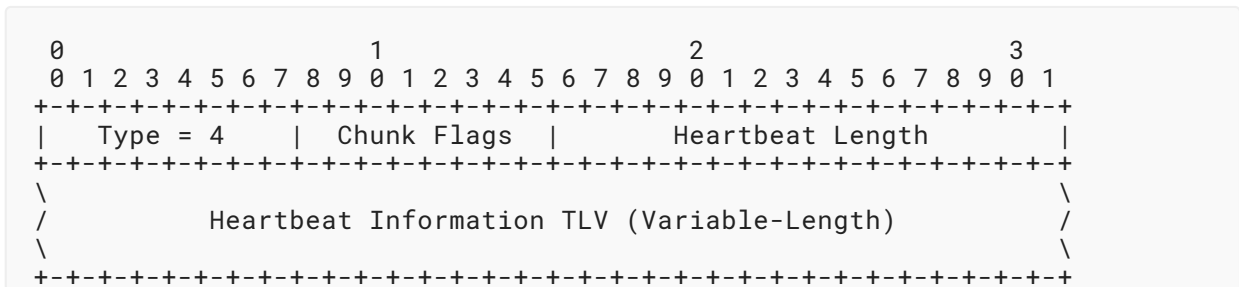 0                   1                   2                   3
 0 1 2 3 4 5 6 7 8 9 0 1 2 3 4 5 6 7 8 9 0 1 2 3 4 5 6 7 8 9 0 1
+-+-+-+-+-+-+-+-+-+-+-+-+-+-+-+-+-+-+-+-+-+-+-+-+-+-+-+-+-+-+-+-+
|   Type = 4    |  Chunk Flags  |       Heartbeat Length        |
+-+-+-+-+-+-+-+-+-+-+-+-+-+-+-+-+-+-+-+-+-+-+-+-+-+-+-+-+-+-+-+-+
\                                                               \
/          Heartbeat Information TLV (Variable-Length)          /
\                                                               \
+-+-+-+-+-+-+-+-+-+-+-+-+-+-+-+-+-+-+-+-+-+-+-+-+-+-+-+-+-+-+-+-+